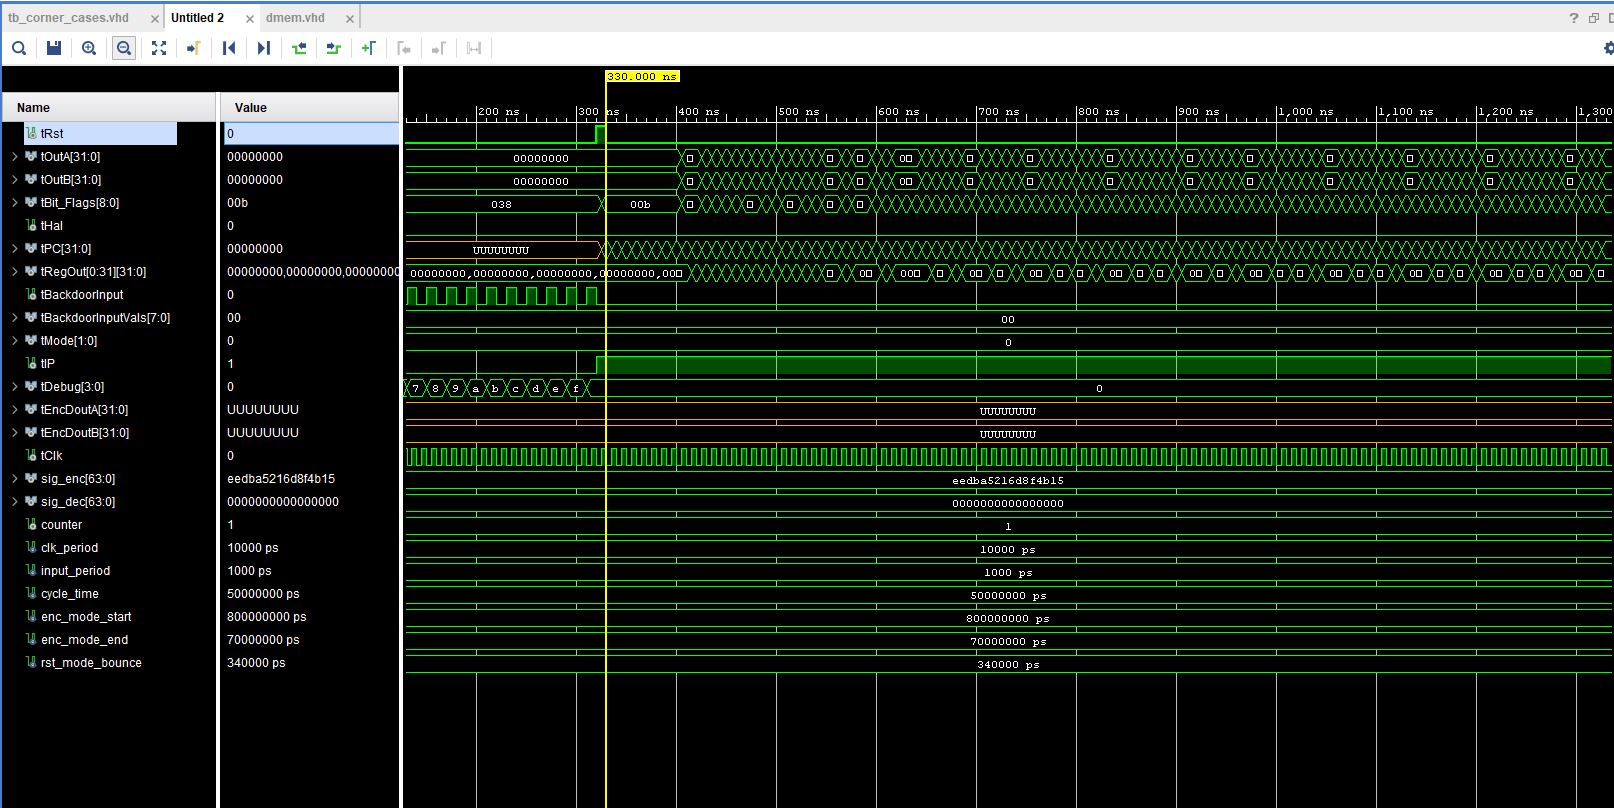 tb_corner_cases.vhd × Untitled 2 × dmem.vhd × ?
330.000 ns
Name Value
200 ns 300 ns 400 ns 500 ns 600 ns 700 ns 800 ns 900 ns 1,000 ns 1,100 ns 1,200 ns 1,300
tRst 0
tOutA[31:0] 00000000 00000000
tOutB[31:0] 00000000 00000000
tBit_Flags[8:0] 00b 038 00b
tHal 0
tPC[31:0] 00000000 UUUUUUUU
tRegOut[0:31][31:0] 00000000,00000000,00000000 00000000,00000000,00000000,00000000,000
tBackdoorInput 0
tBackdoorInputVals[7:0] 00 00
tMode[1:0] 0 0
tIP 1
tDebug[3:0] 0 7 8 9 a b c d e f 0
tEncDoutA[31:0] UUUUUUUU UUUUUUUU
tEncDoutB[31:0] UUUUUUUU UUUUUUUU
tClk 0
sig_enc[63:0] eedba5216d8f4b15 eedba5216d8f4b15
sig_dec[63:0] 0000000000000000 0000000000000000
counter 1 1
clk_period 10000 ps 10000 ps
input_period 1000 ps 1000 ps
cycle_time 50000000 ps 50000000 ps
enc_mode_start 800000000 ps 800000000 ps
enc_mode_end 70000000 ps 70000000 ps
rst_mode_bounce 340000 ps 340000 ps